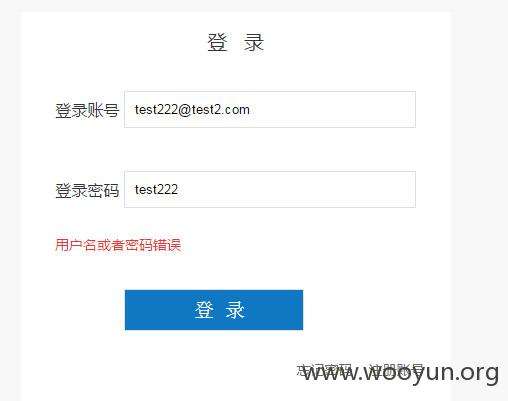 登 录
登录账号 test222@test2.com
登录密码 test222
用户名或者密码错误
登 录
忘记密码 注册账号
www.wooyun.org